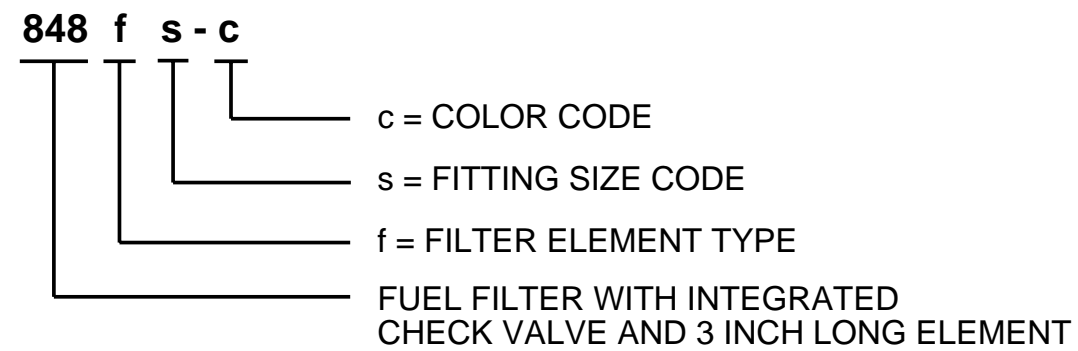 848 f s - c
c = COLOR CODE
s = FITTING SIZE CODE
f = FILTER ELEMENT TYPE
FUEL FILTER WITH INTEGRATED
CHECK VALVE AND 3 INCH LONG ELEMENT